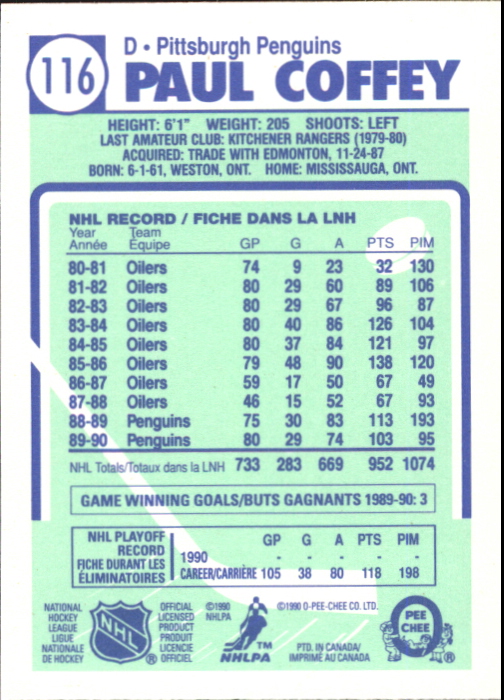 116
D • Pittsburgh Penguins
PAUL COFFEY
HEIGHT: 6'1" WEIGHT: 205 SHOOTS: LEFT
LAST AMATEUR CLUB: KITCHENER RANGERS (1979-80)
ACQUIRED: TRADE WITH EDMONTON, 11-24-87
BORN: 6-1-61, WESTON, ONT. HOME: MISSISSAUGA, ONT.
NHL RECORD / FICHE DANS LA LNH
Year Team
Année Équipe GP G A PTS PIM
80-81 Oilers 74 9 23 32 130
81-82 Oilers 80 29 60 89 106
82-83 Oilers 80 29 67 96 87
83-84 Oilers 80 40 86 126 104
84-85 Oilers 80 37 84 121 97
85-86 Oilers 79 48 90 138 120
86-87 Oilers 59 17 50 67 49
87-88 Oilers 46 15 52 67 93
88-89 Penguins 75 30 83 113 193
89-90 Penguins 80 29 74 103 95
NHL Totals/Totaux dans la LNH 733 283 669 952 1074
GAME WINNING GOALS/BUTS GAGNANTS 1989-90: 3
NHL PLAYOFF
RECORD
FICHE DURANT LES
ÉLIMINATOIRES
GP G A PTS PIM
1990 - - - - -
CAREER/CARRIÈRE 105 38 80 118 198
NATIONAL
HOCKEY
LEAGUE
LIGUE
NATIONALE
DE HOCKEY
NHL
®
OFFICIAL
LICENSED
PRODUCT
PRODUIT
LICENCIÉ
OFFICIEL
©1990
NHLPA
TM
NHLPA
©1990 O-PEE-CHEE CO. LTD.
PTD. IN CANADA/
IMPRIMÉ AU CANADA
PEE
CHEE
®